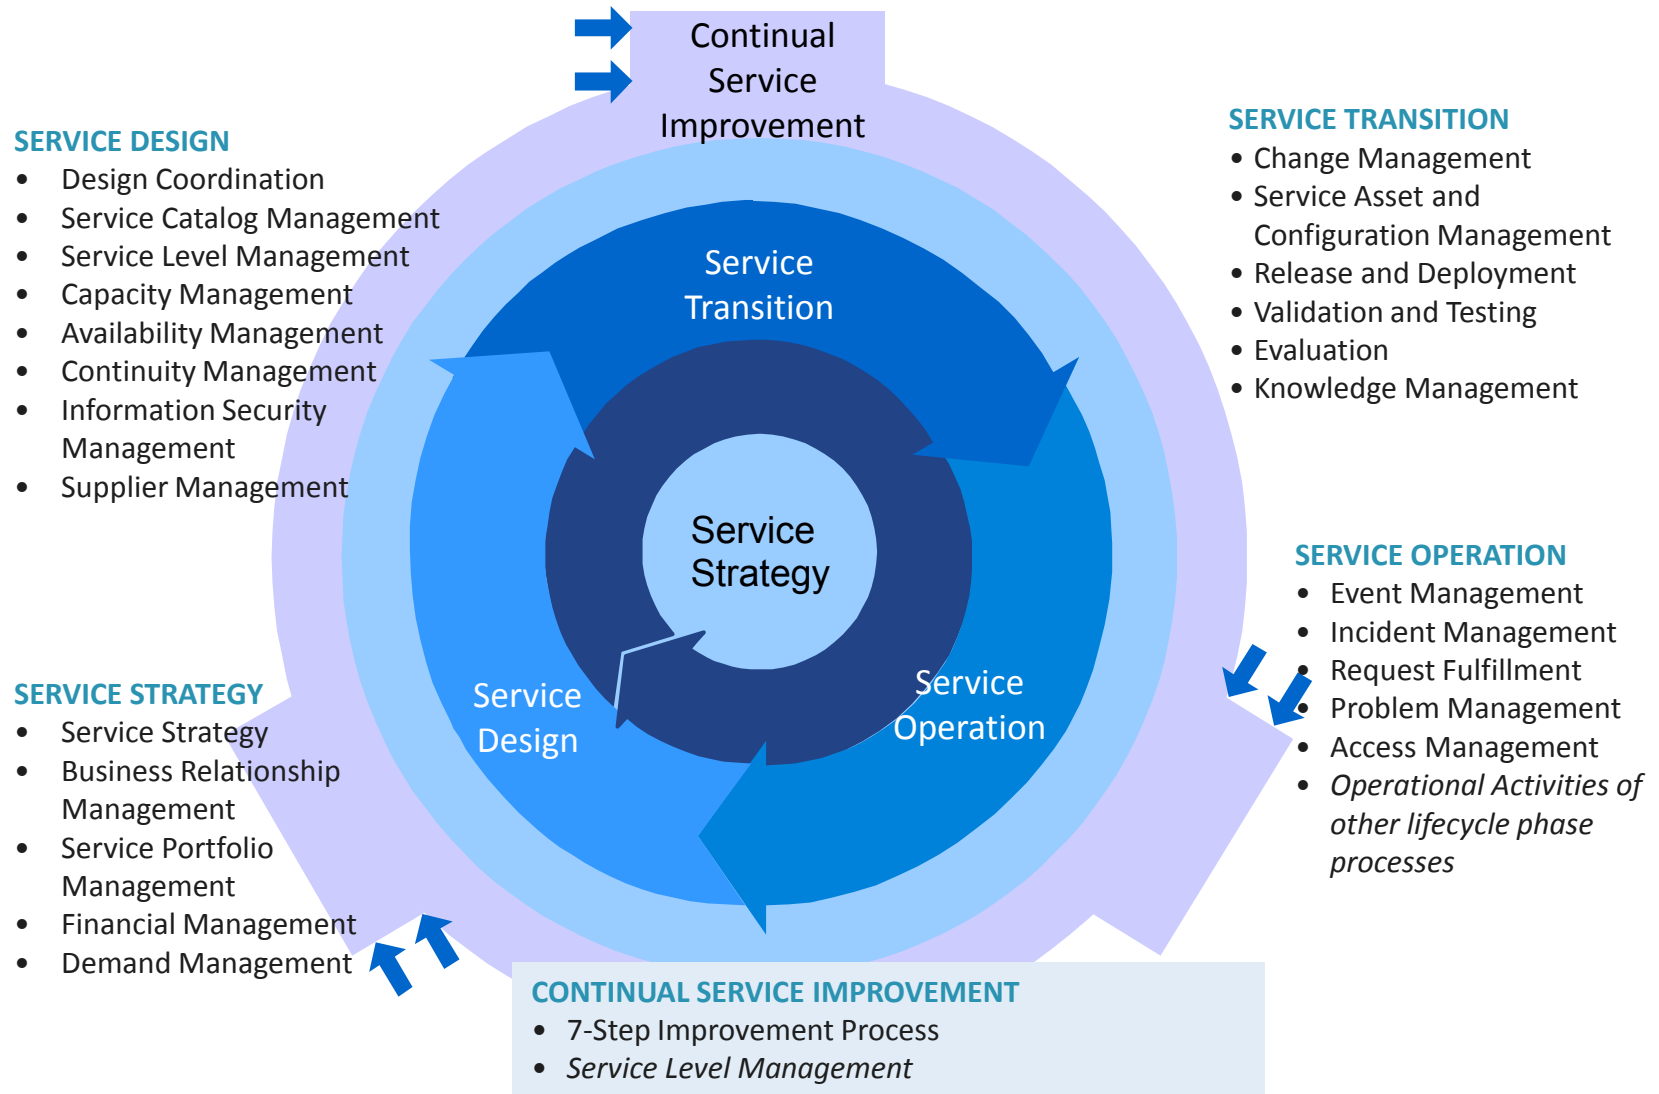 Continual
Service
Improvement
SERVICE DESIGN
• Design Coordination
• Service Catalog Management
• Service Level Management
• Capacity Management
• Availability Management
• Continuity Management
• Information Security
Management
• Supplier Management
SERVICE TRANSITION
• Change Management
• Service Asset and
Configuration Management
• Release and Deployment
• Validation and Testing
• Evaluation
• Knowledge Management
Service
Transition
Service
Strategy
Service
Design
Service
Operation
SERVICE STRATEGY
• Service Strategy
• Business Relationship
Management
• Service Portfolio
Management
• Financial Management
• Demand Management
SERVICE OPERATION
• Event Management
• Incident Management
• Request Fulfillment
• Problem Management
• Access Management
• Operational Activities of
other lifecycle phase
processes
CONTINUAL SERVICE IMPROVEMENT
• 7-Step Improvement Process
• Service Level Management